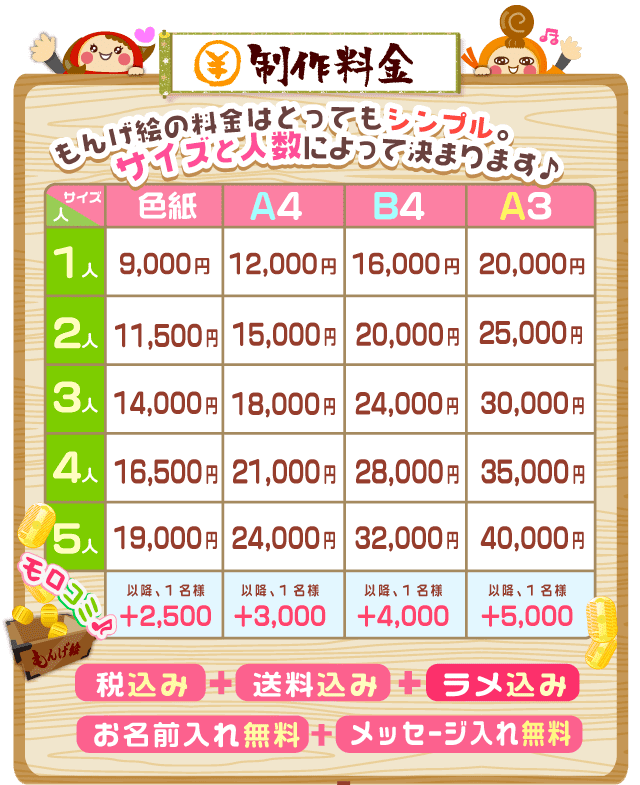 ¥ 制作料金
もんげ絵の料金はとってもシンプル。
サイズと人数によって決まります♪
サイズ 人 色紙 A4 B4 A3
1人 9,000円 12,000円 16,000円 20,000円
2人 11,500円 15,000円 20,000円 25,000円
3人 14,000円 18,000円 24,000円 30,000円
4人 16,500円 21,000円 28,000円 35,000円
5人 19,000円 24,000円 32,000円 40,000円
以降、1名様 以降、1名様 以降、1名様 以降、1名様
+2,500 +3,000 +4,000 +5,000
モロコミ
もんげ絵
税込み+送料込み+ラメ込み
お名前入れ無料+メッセージ入れ無料